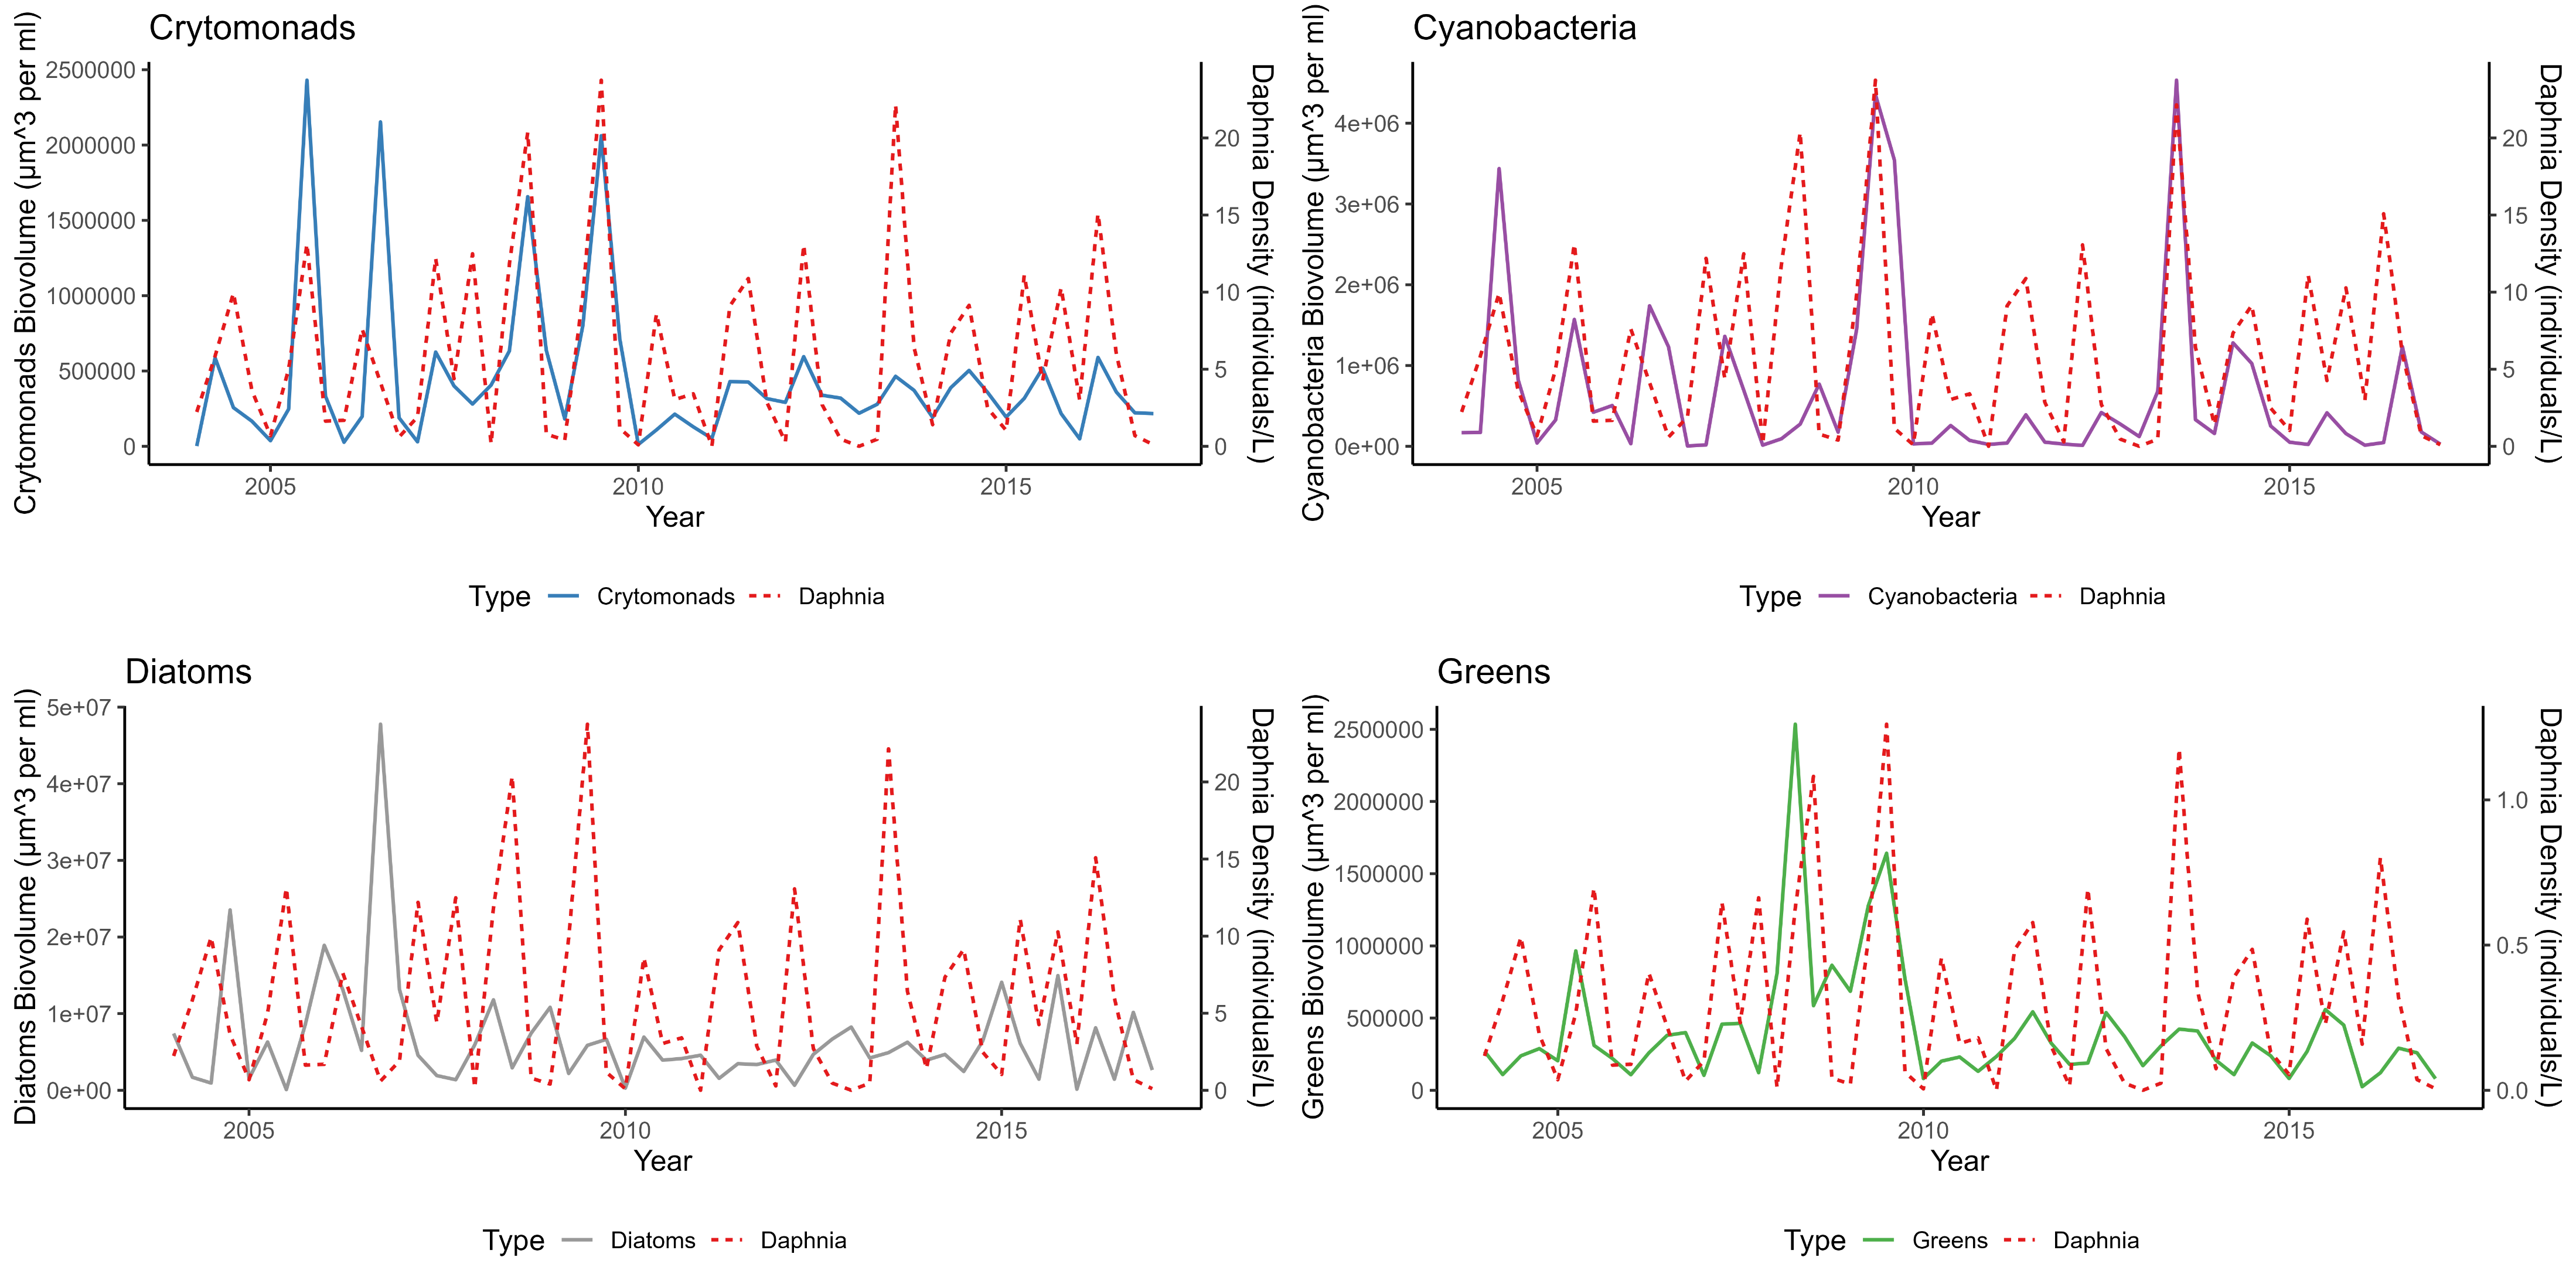 Crytomonads
Crytomonads Biovolume (µm^3 per ml)
2500000
2000000
1500000
1000000
500000
0
20
15
10
5
0
Daphnia Density (individuals/L)
2005 2010 2015
Year
Type Crytomonads Daphnia
Cyanobacteria
Cyanobacteria Biovolume (µm^3 per ml)
4e+06
3e+06
2e+06
1e+06
0e+00
20
15
10
5
0
Daphnia Density (individuals/L)
2005 2010 2015
Year
Type Cyanobacteria Daphnia
Diatoms
Diatoms Biovolume (µm^3 per ml)
5e+07
4e+07
3e+07
2e+07
1e+07
0e+00
20
15
10
5
0
Daphnia Density (individuals/L)
2005 2010 2015
Year
Type Diatoms Daphnia
Greens
Greens Biovolume (µm^3 per ml)
2500000
2000000
1500000
1000000
500000
0
1.0
0.5
0.0
Daphnia Density (individuals/L)
2005 2010 2015
Year
Type Greens Daphnia